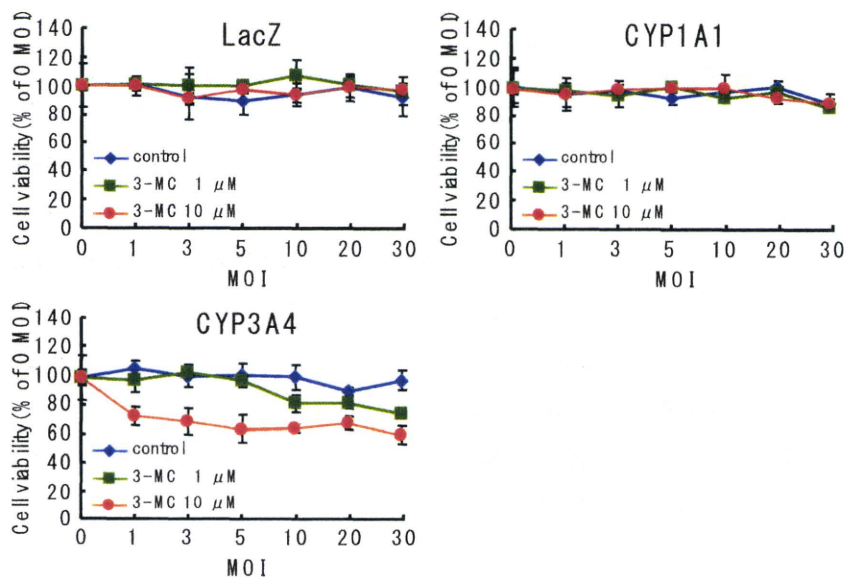 LacZ
Cell viability (% of 0 MOI)
140
120
100
80
60
40
20
0
control
3-MC 1 μM
3-MC 10 μM
0 1 3 5 10 20 30
MOI
CYP1A1
Cell viability (% of 0 MOI)
140
120
100
80
60
40
20
0
control
3-MC 1 μM
3-MC 10 μM
0 1 3 5 10 20 30
MOI
CYP3A4
Cell viability (% of 0 MOI)
140
120
100
80
60
40
20
0
control
3-MC 1 μM
3-MC 10 μM
0 1 3 5 10 20 30
MOI